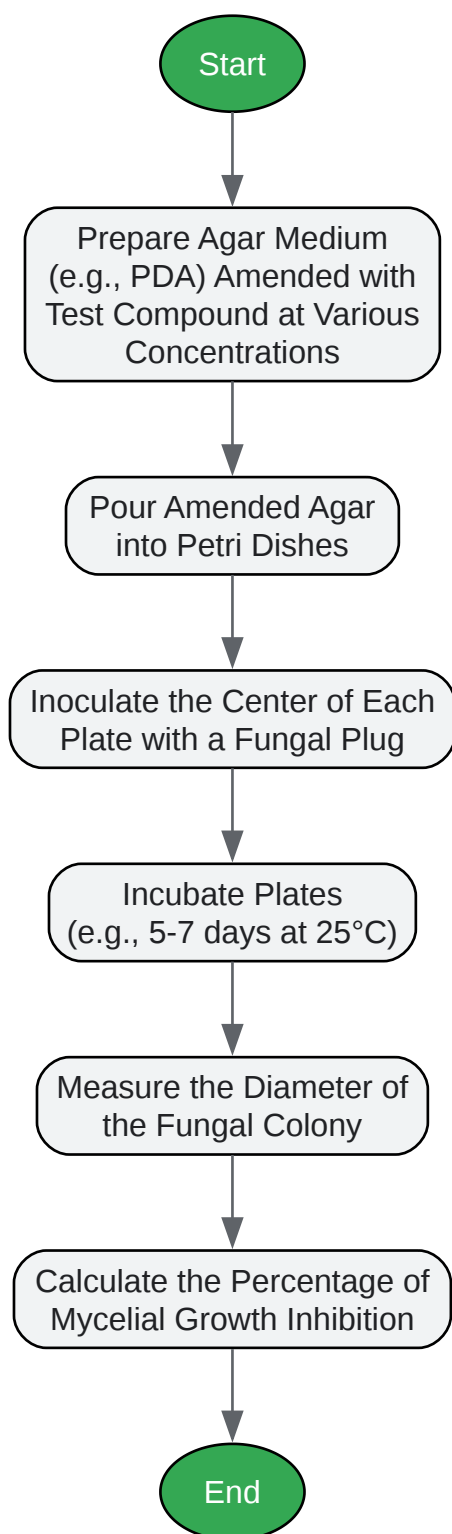 Start
Prepare Agar Medium
(e.g., PDA) Amended with
Test Compound at Various
Concentrations
Pour Amended Agar
into Petri Dishes
Inoculate the Center of Each
Plate with a Fungal Plug
Incubate Plates
(e.g., 5-7 days at 25°C)
Measure the Diameter of
the Fungal Colony
Calculate the Percentage of
Mycelial Growth Inhibition
End